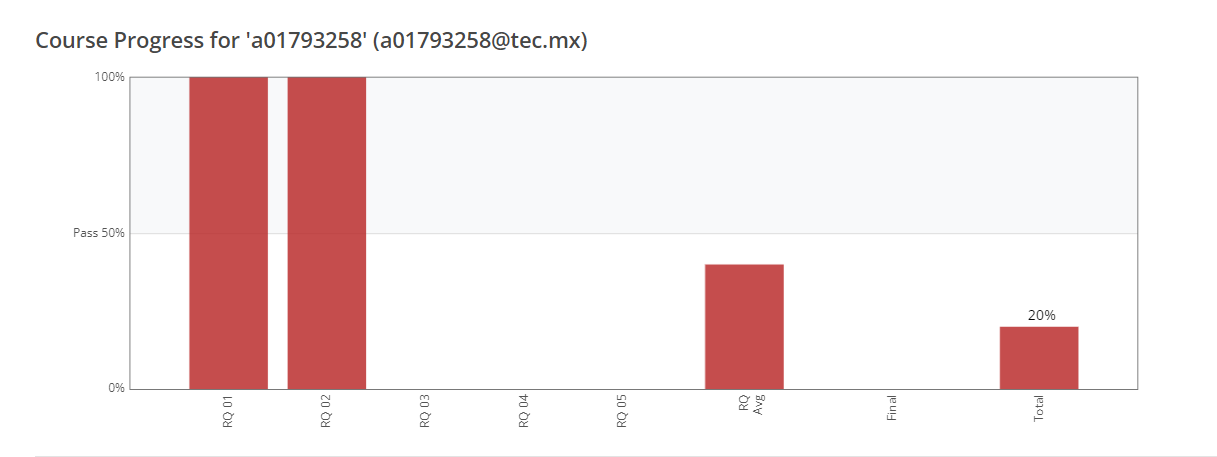 Course Progress for 'a01793258' (a01793258@tec.mx)
100%
Pass 50%
0%
20%
RQ 01
RQ 02
RQ 03
RQ 04
RQ 05
RQ
Avg
Final
Total